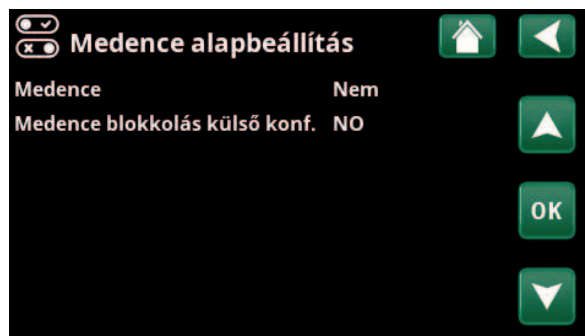 Medence alapbeállítás
Medence Nem
Medence blokkolás külső konf. NO
OK